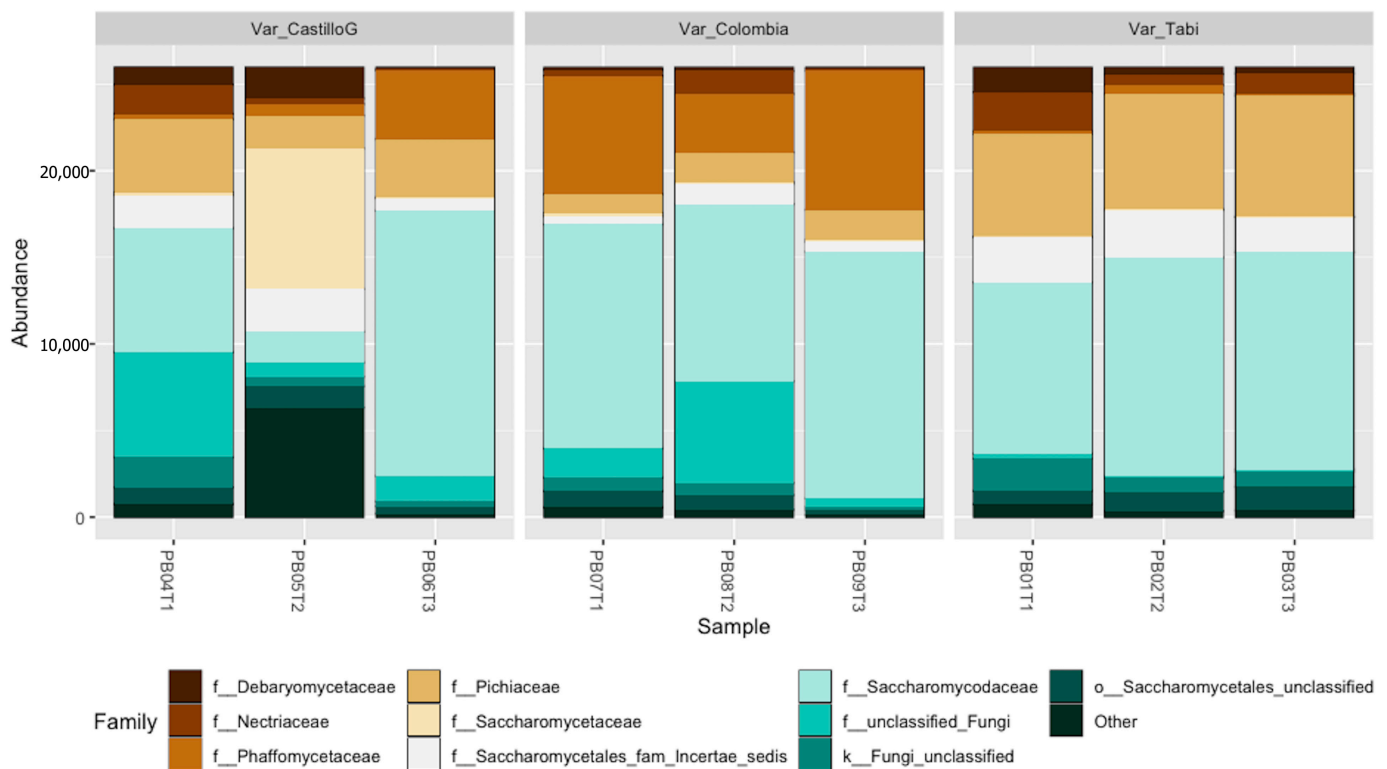 Var_CastilloG Var_Colombia Var_Tabi
Abundance
20,000
10,000
0
PB04T1 PB05T2 PB06T3 PB07T1 PB08T2 PB09T3 PB01T1 PB02T2 PB03T3
Sample
Family
f__Debaryomycetaceae f__Pichiaceae f__Saccharomycodaceae o__Saccharomycetales_unclassified
f__Nectriaceae f__Saccharomycetaceae f__unclassified_Fungi Other
f__Phaffomycetaceae f__Saccharomycetales_fam_Incertae_sedis k__Fungi_unclassified